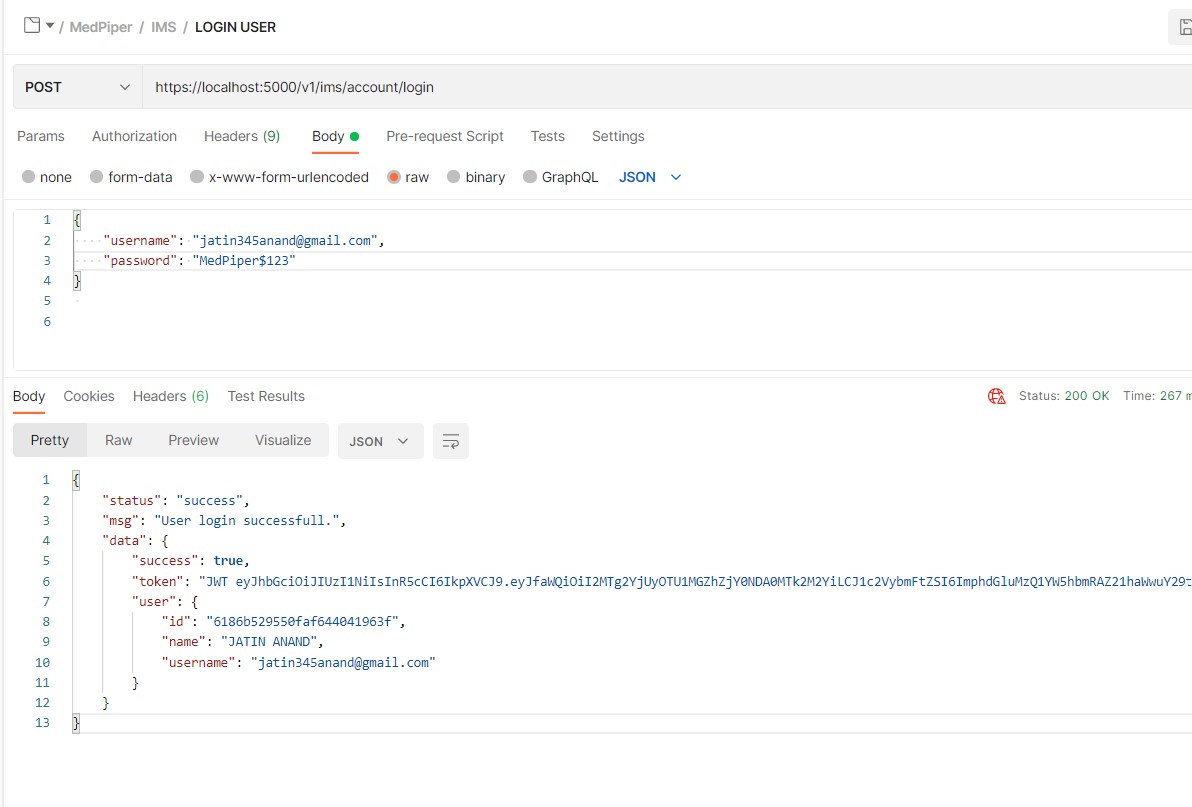 / MedPiper / IMS / LOGIN USER
POST https://localhost:5000/v1/ims/account/login
Params Authorization Headers (9) Body Pre-request Script Tests Settings
none form-data x-www-form-urlencoded raw binary GraphQL JSON
1 {
2 "username": "jatin345anand@gmail.com",
3 "password": "MedPiper$123"
4 }
5
6
Body Cookies Headers (6) Test Results Status: 200 OK Time: 267 m
Pretty Raw Preview Visualize JSON
1 {
2 "status": "success",
3 "msg": "User login successfull.",
4 "data": {
5 "success": true,
6 "token": "JWT eyJhbGciOiJIUzI1NiIsInR5cCI6IkpXVCJ9.eyJfaWQiOiI2MTg2YjUyOTU1MGZhZjY0NDA0MTk2M2YiLCJ1c2VybmFtZSI6ImphdGluMzQ1YW5hbmRAZ21haWwuY29t
7 "user": {
8 "id": "6186b529550faf644041963f",
9 "name": "JATIN ANAND",
10 "username": "jatin345anand@gmail.com"
11 }
12 }
13 }